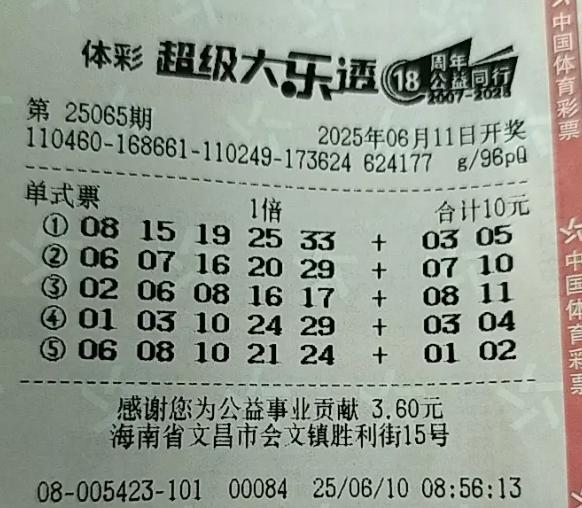 体彩 超级大乐透 18 周年 公益同行 2007-2025
第 25065期 2025年06月11日开奖
110460-168661-110249-173624 624177 g/96pQ
单式票 1倍 合计10元
① 08 15 19 25 33 + 03 05
② 06 07 16 20 29 + 07 10
③ 02 06 08 16 17 + 08 11
④ 01 03 10 24 29 + 03 04
⑤ 06 08 10 21 24 + 01 02
感谢您为公益事业贡献 3.60元
海南省文昌市会文镇胜利街15号
08-005423-101 00084 25/06/10 08:56:13
中国体育彩票
中国体育彩票